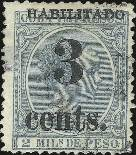 HABILITADO
3
cents.
2 MILS DE PESO